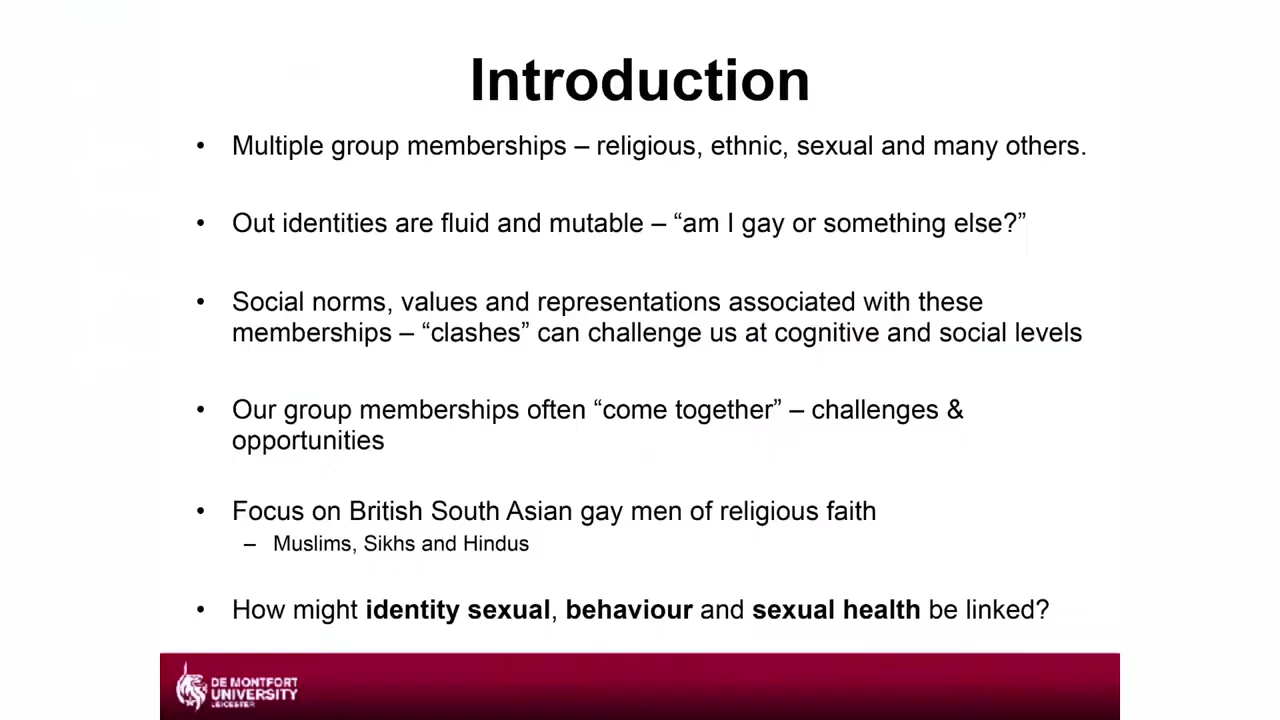 Introduction
• Multiple group memberships – religious, ethnic, sexual and many others.
• Out identities are fluid and mutable – “am I gay or something else?”
• Social norms, values and representations associated with these
memberships – “clashes” can challenge us at cognitive and social levels
• Our group memberships often “come together” – challenges &
opportunities
• Focus on British South Asian gay men of religious faith
– Muslims, Sikhs and Hindus
• How might identity sexual, behaviour and sexual health be linked?
DE MONTFORT
UNIVERSITY
LEICESTER